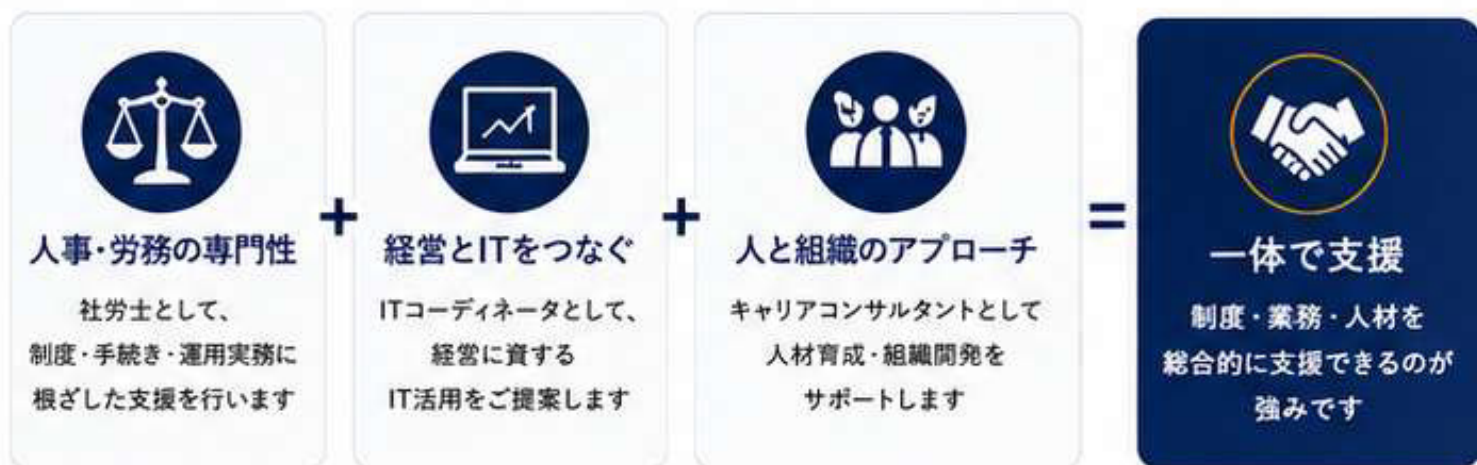 人事・労務の専門性
社労士として、
制度・手続き・運用実務に
根ざした支援を行います
+
経営とITをつなぐ
ITコーディネータとして、
経営に資する
IT活用をご提案します
+
人と組織のアプローチ
キャリアコンサルタントとして
人材育成・組織開発を
サポートします
=
一体で支援
制度・業務・人材を
総合的に支援できるのが
強みです